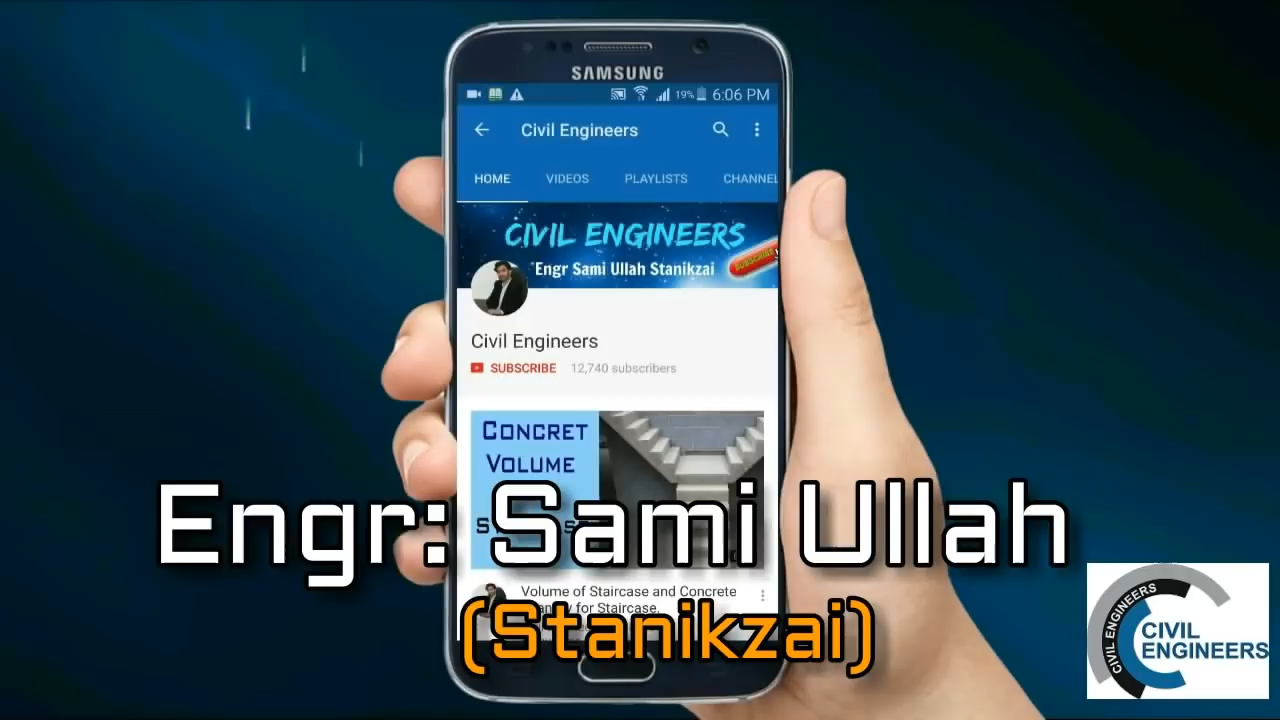 SAMSUNG
19% 6:06 PM
Civil Engineers
HOME VIDEOS PLAYLISTS CHANNEL
CIVIL ENGINEERS
Engr Sami Ullah Stanikzai
SUBSCRIBE
Civil Engineers
SUBSCRIBE 12,740 subscribers
CONCRET
VOLUME
Engr: Sami Ullah
Volume of Staircase and Concrete
for Staircase.
(Stanikzai)
CIVIL ENGINEERS
CIVIL
ENGINEERS